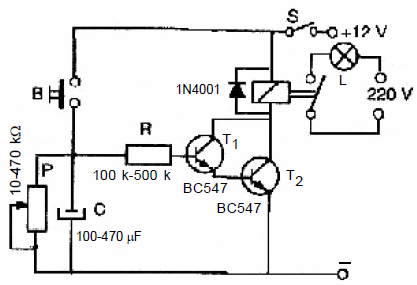 S
+12 V
1N4001
L
B
220 V
R
T1
10-470 kΩ
P
100 k-500 k
BC547
T2
C
BC547
100-470 µF
−